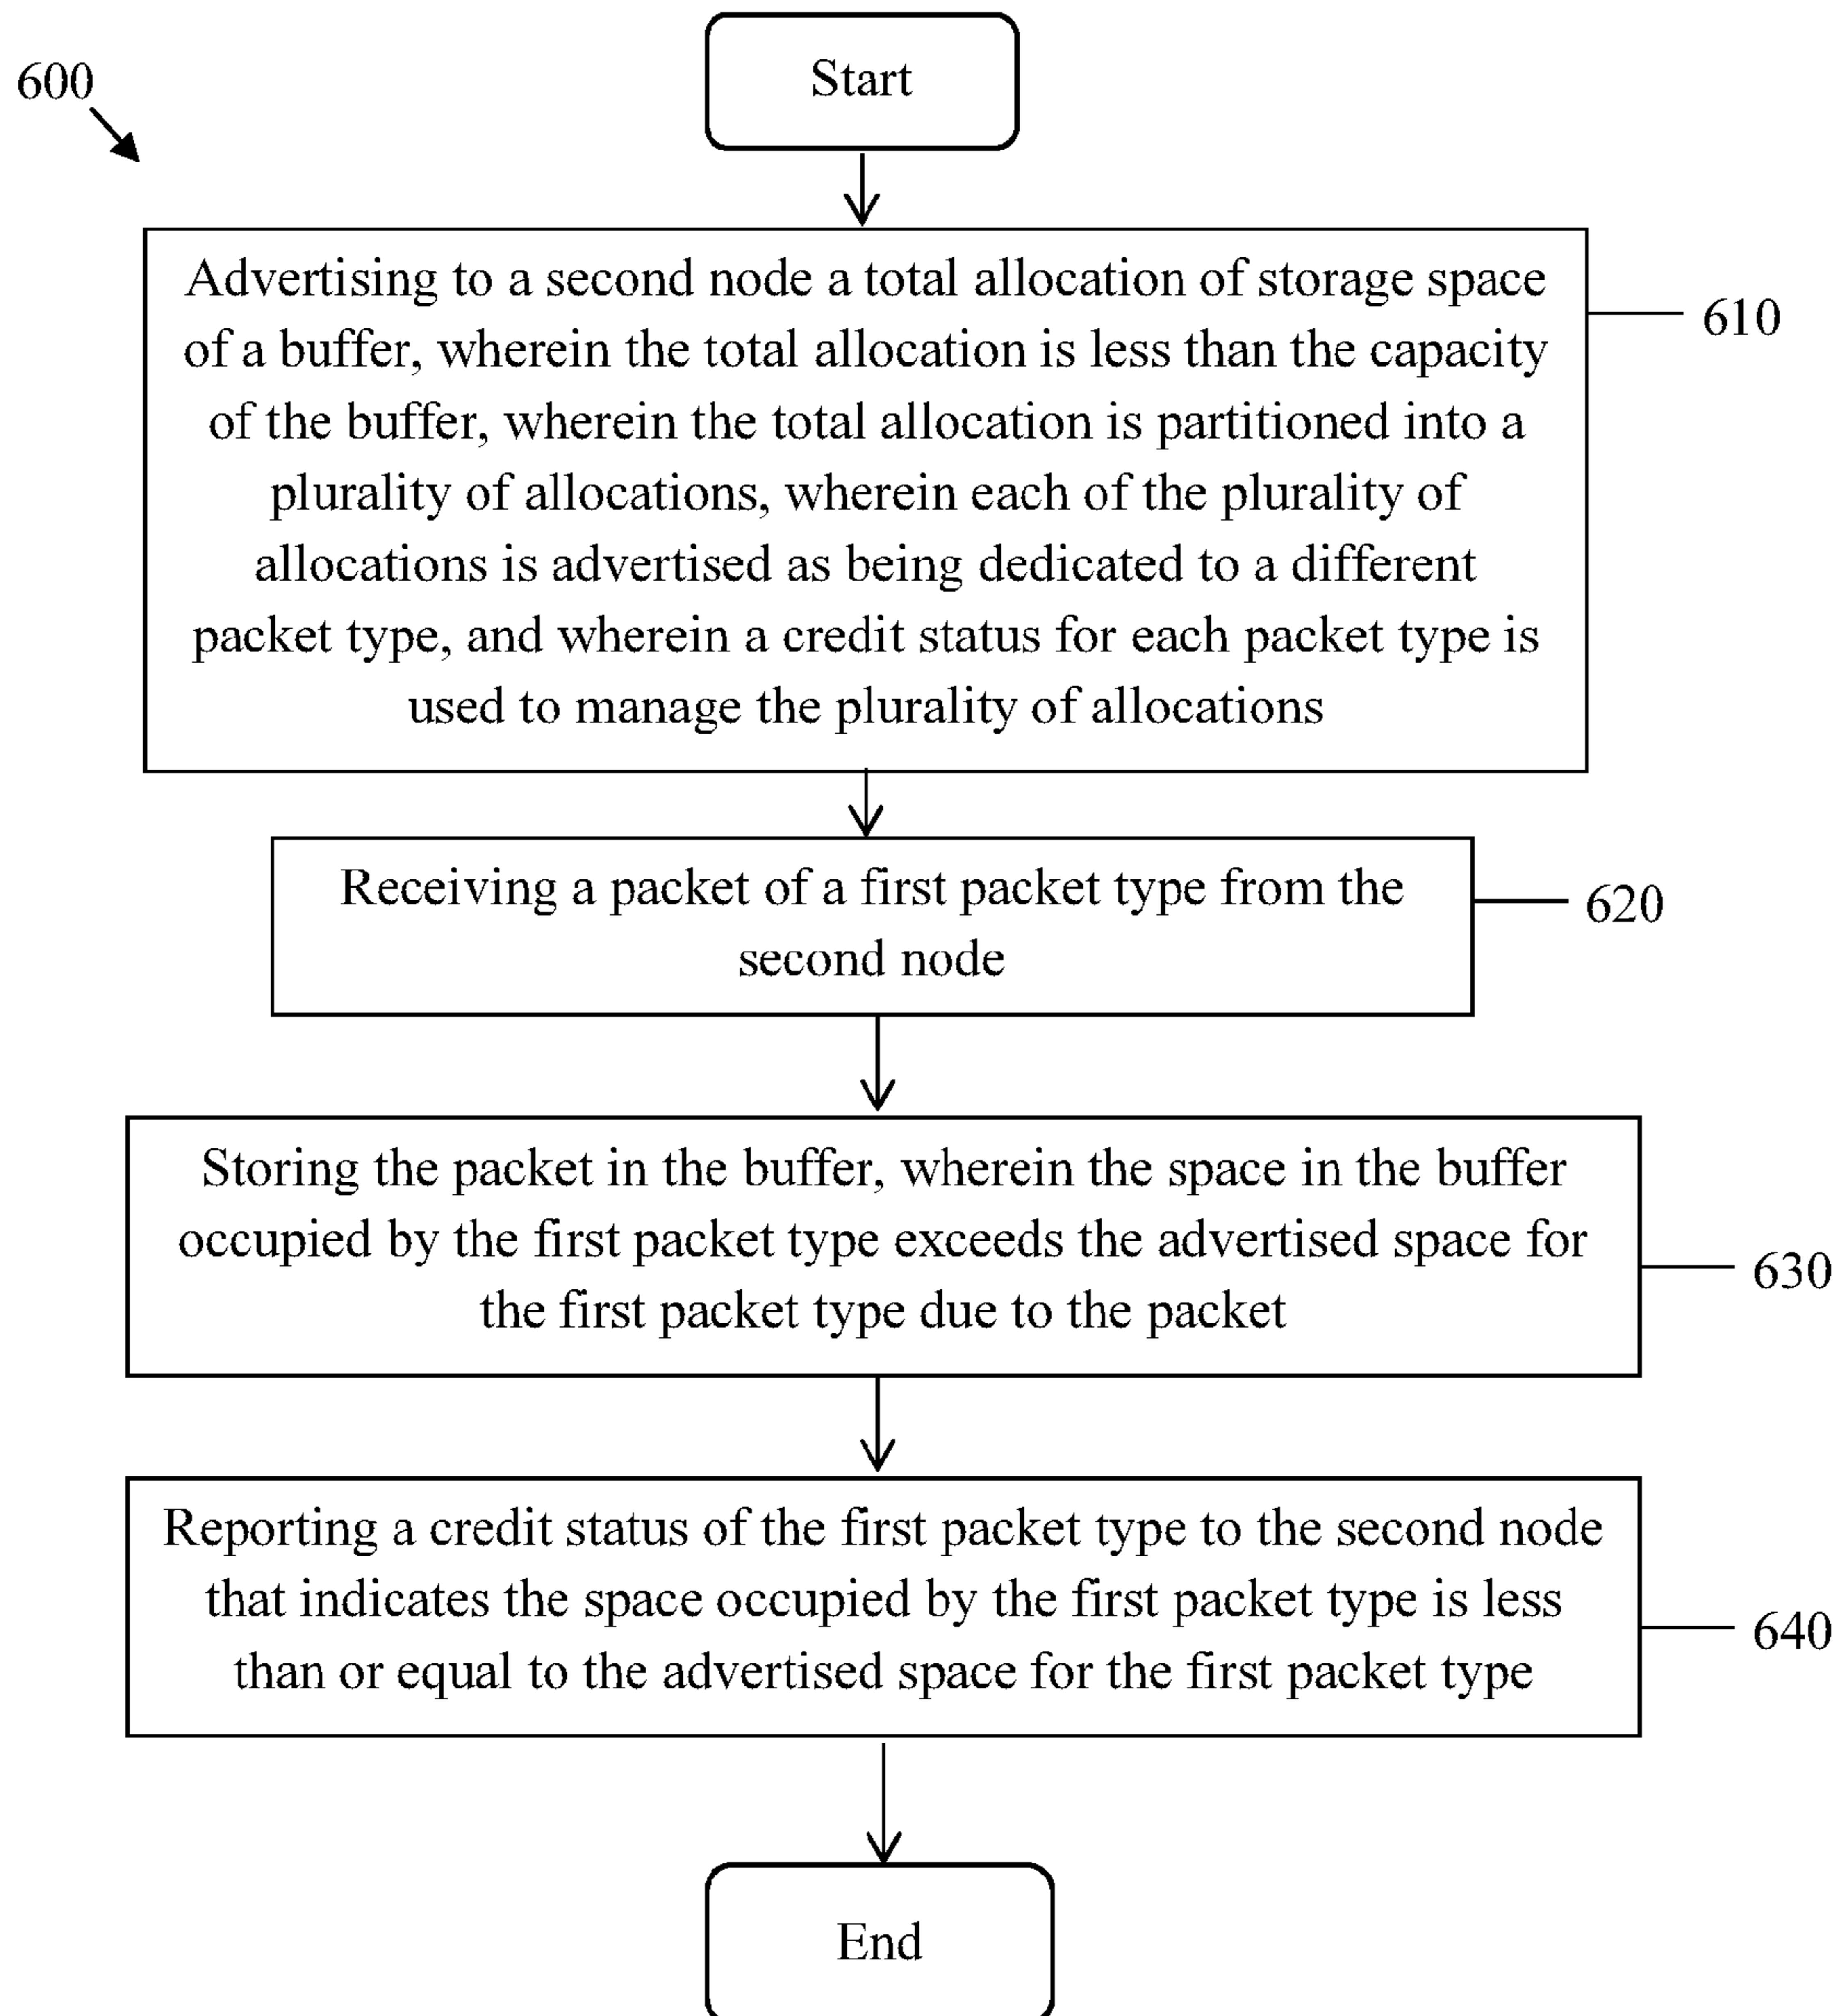 600
Start
Advertising to a second node a total allocation of storage space
of a buffer, wherein the total allocation is less than the capacity
of the buffer, wherein the total allocation is partitioned into a
plurality of allocations, wherein each of the plurality of
allocations is advertised as being dedicated to a different
packet type, and wherein a credit status for each packet type is
used to manage the plurality of allocations
610
Receiving a packet of a first packet type from the
second node
620
Storing the packet in the buffer, wherein the space in the buffer
occupied by the first packet type exceeds the advertised space for
the first packet type due to the packet
630
Reporting a credit status of the first packet type to the second node
that indicates the space occupied by the first packet type is less
than or equal to the advertised space for the first packet type
640
End